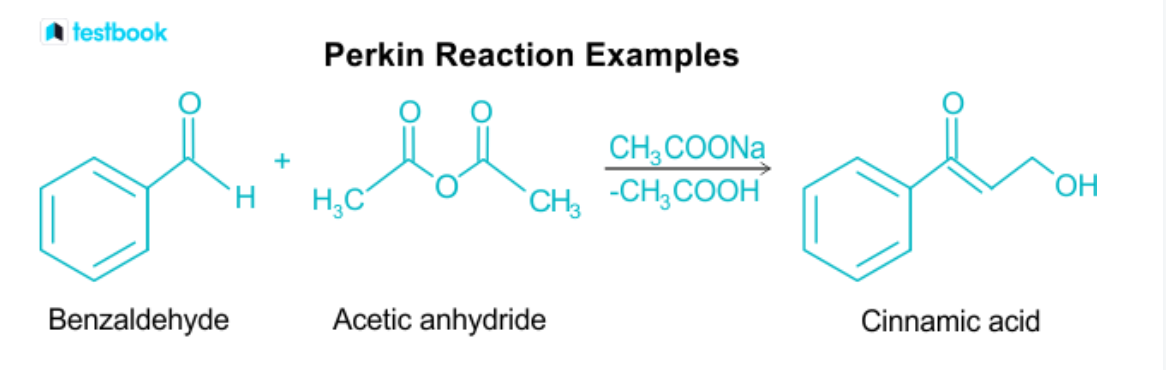 testbook
Perkin Reaction Examples
O
H
+
O O
H₃C
O
CH₃
CH₃COONa
-CH₃COOH
O
OH
Benzaldehyde
Acetic anhydride
Cinnamic acid